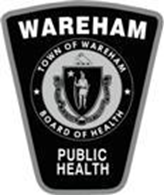 WAREHAM
TOWN OF WAREHAM
BOARD OF HEALTH
PUBLIC
HEALTH